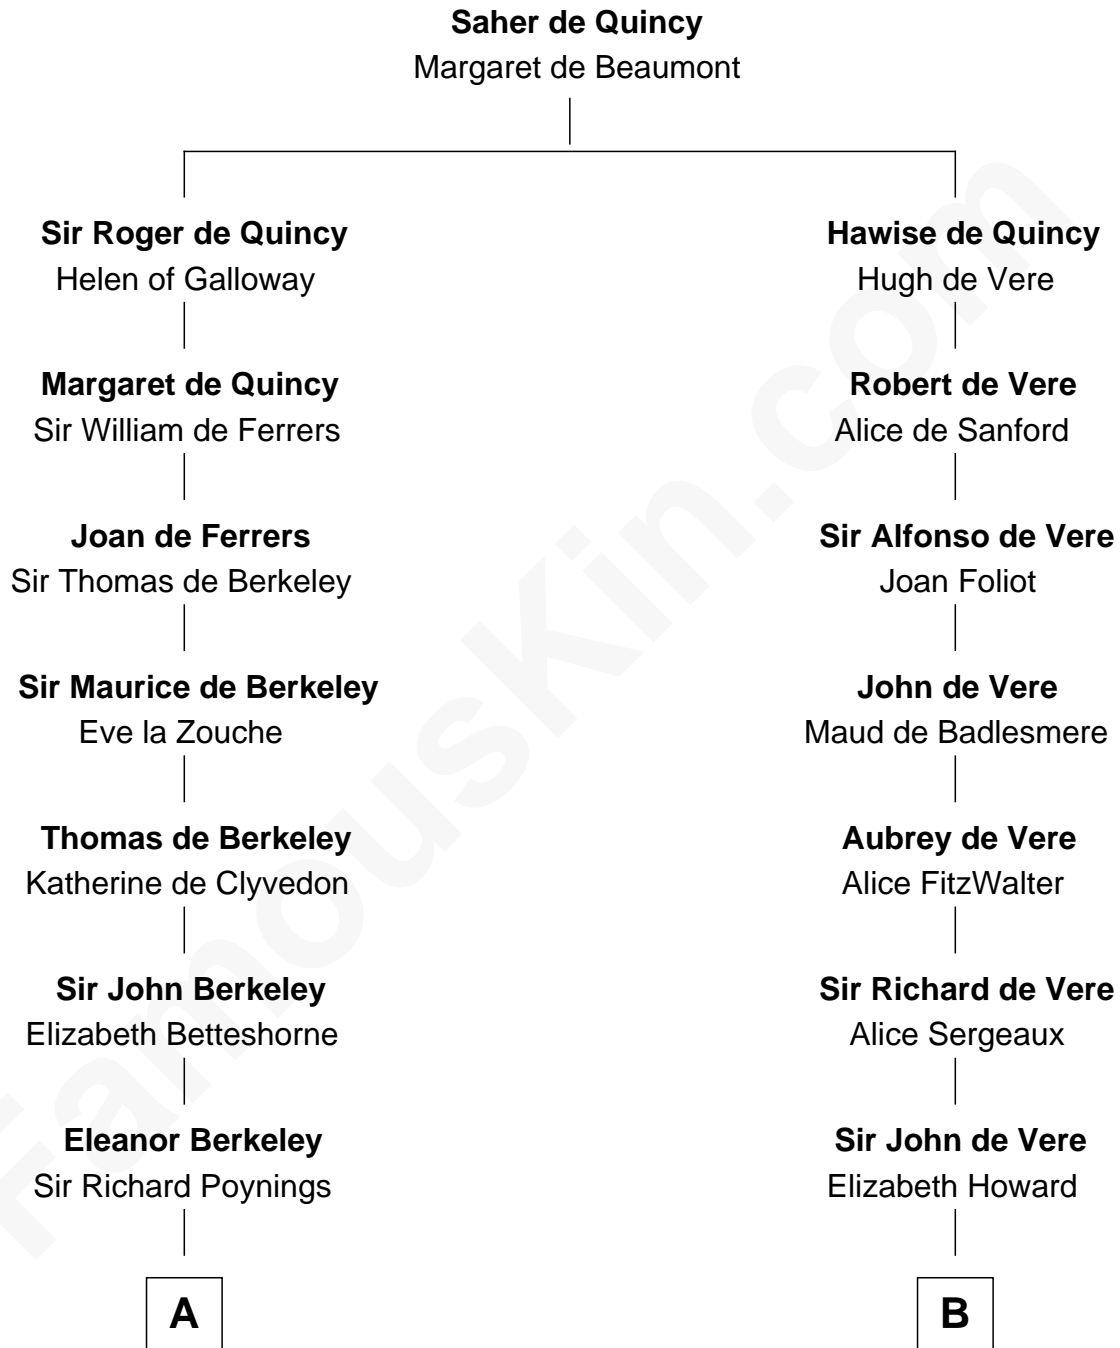 Saher de Quincy
Margaret de Beaumont
Sir Roger de Quincy
Helen of Galloway
Hawise de Quincy
Hugh de Vere
Margaret de Quincy
Sir William de Ferrers
Robert de Vere
Alice de Sanford
Joan de Ferrers
Sir Thomas de Berkeley
Sir Alfonso de Vere
Joan Foliot
Sir Maurice de Berkeley
Eve la Zouche
John de Vere
Maud de Badlesmere
Thomas de Berkeley
Katherine de Clyvedon
Aubrey de Vere
Alice FitzWalter
Sir John Berkeley
Elizabeth Betteshorne
Sir Richard de Vere
Alice Sergeaux
Eleanor Berkeley
Sir Richard Poynings
Sir John de Vere
Elizabeth Howard
A
B
FamousKin.com